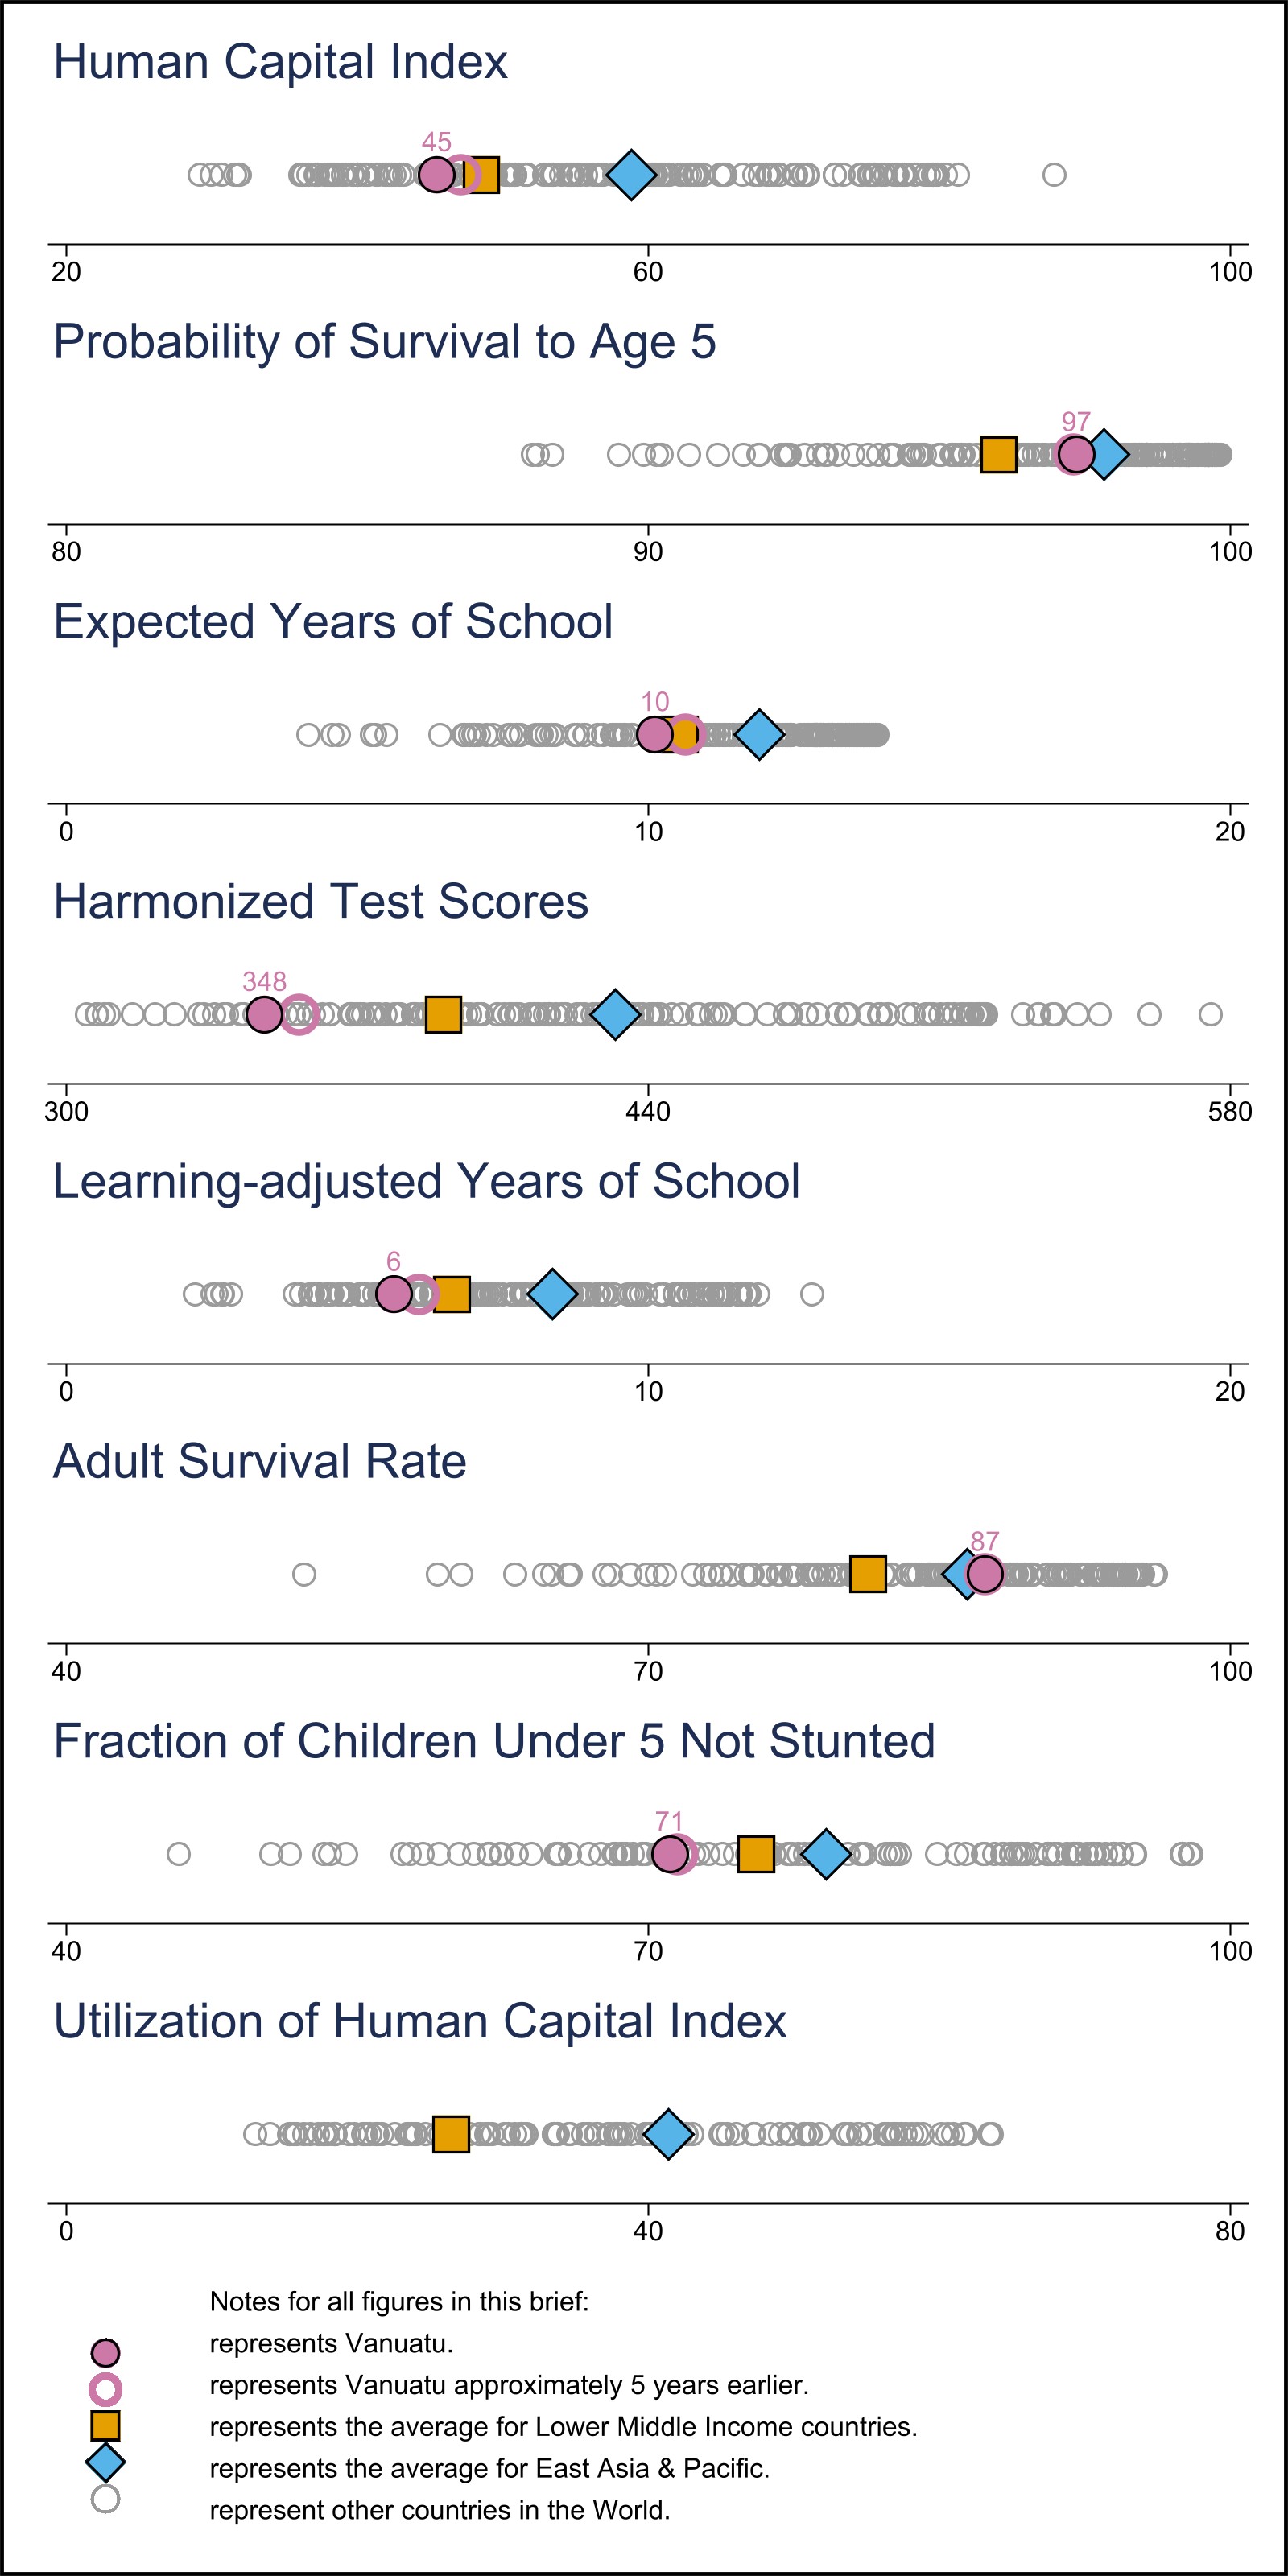 Human Capital Index
45
20 60 100
Probability of Survival to Age 5
97
80 90 100
Expected Years of School
10
0 10 20
Harmonized Test Scores
348
300 440 580
Learning-adjusted Years of School
6
0 10 20
Adult Survival Rate
87
40 70 100
Fraction of Children Under 5 Not Stunted
71
40 70 100
Utilization of Human Capital Index
0 40 80
Notes for all figures in this brief:
represents Vanuatu.
represents Vanuatu approximately 5 years earlier.
represents the average for Lower Middle Income countries.
represents the average for East Asia & Pacific.
represent other countries in the World.